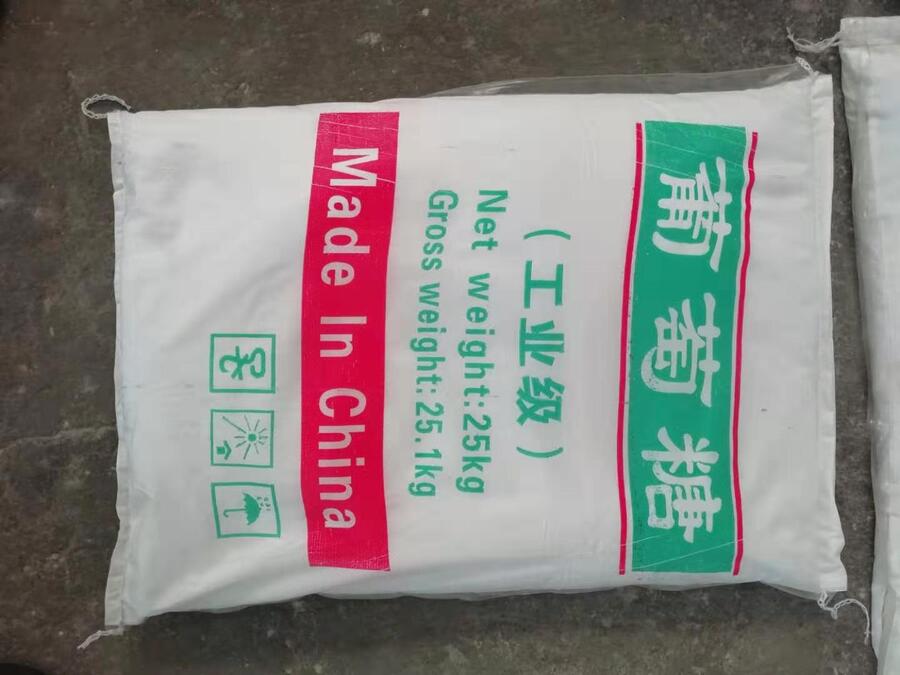 葡萄糖
（工业级）
Net weight:25kg
Gross weight:25.1kg
Made In China